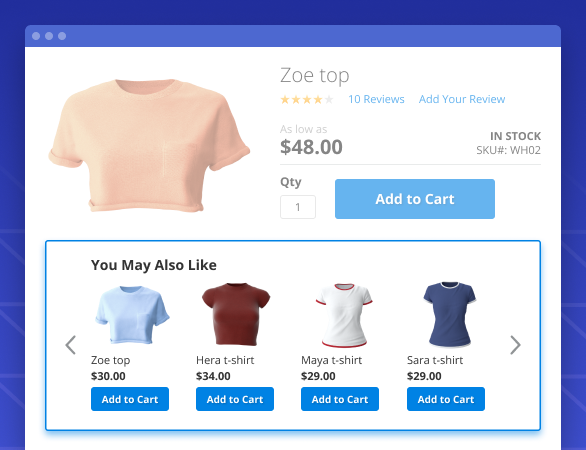 Zoe top
10 Reviews Add Your Review
As low as
$48.00
IN STOCK
SKU#: WH02
Qty
1
Add to Cart
You May Also Like
Zoe top
$30.00
Add to Cart
Hera t-shirt
$34.00
Add to Cart
Maya t-shirt
$29.00
Add to Cart
Sara t-shirt
$29.00
Add to Cart